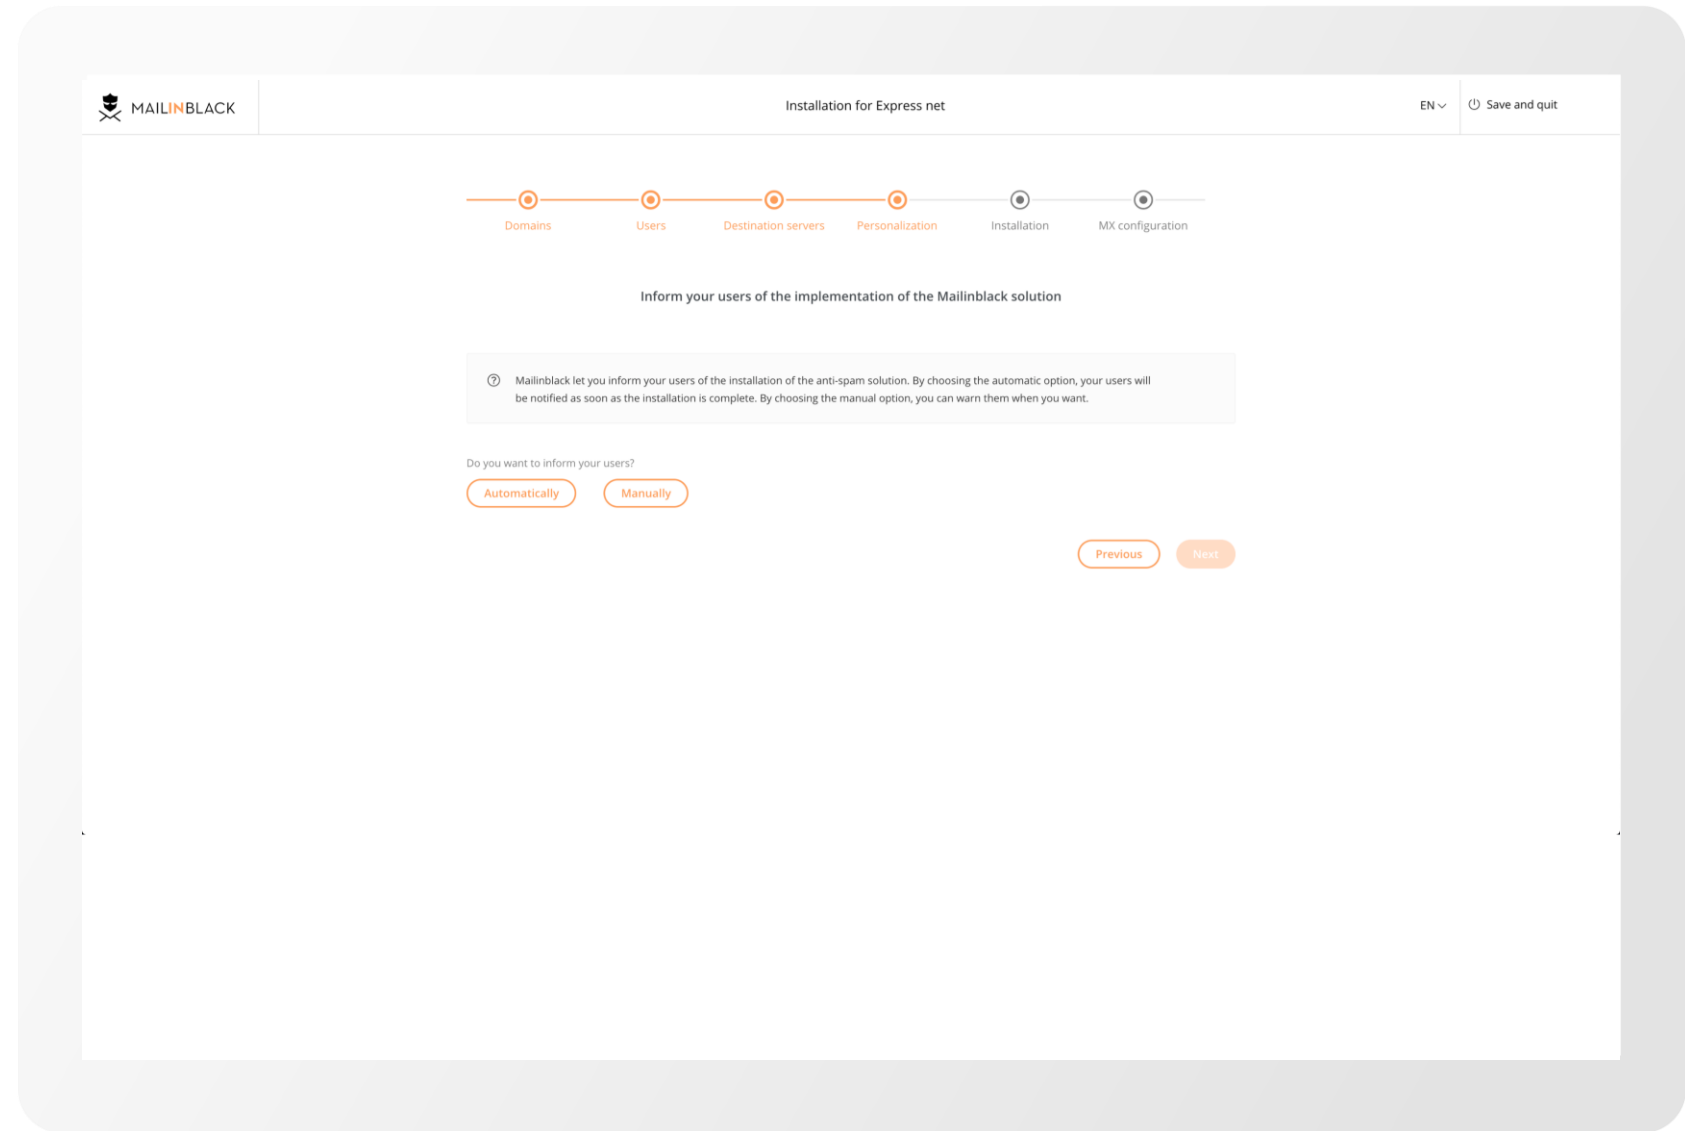 MAILINBLACK
Installation for Express net
EN
Save and quit
Domains
Users
Destination servers
Personalization
Installation
MX configuration
Inform your users of the implementation of the Mailinblack solution
Mailinblack let you inform your users of the installation of the anti-spam solution. By choosing the automatic option, your users will
be notified as soon as the installation is complete. By choosing the manual option, you can warn them when you want.
Do you want to inform your users?
Automatically
Manually
Previous
Next